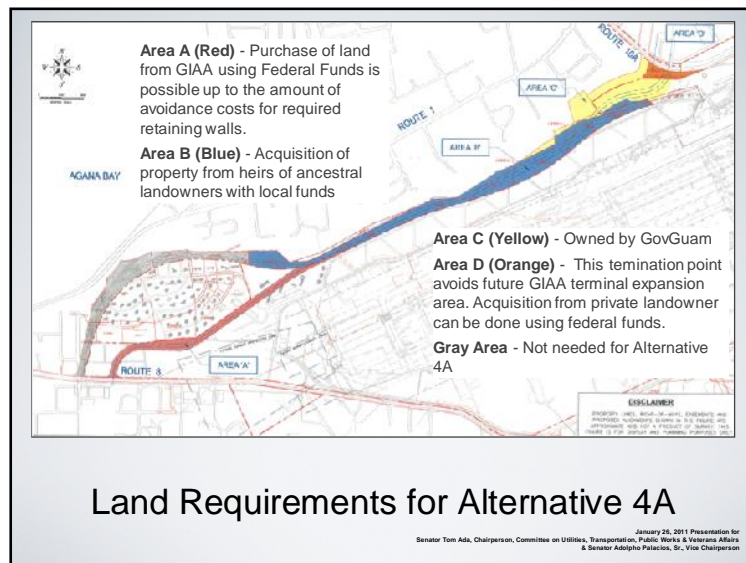 Area A (Red) - Purchase of land
from GIAA using Federal Funds is
possible up to the amount of
avoidance costs for required
retaining walls.
Area B (Blue) - Acquisition of
property from heirs of ancestral
landowners with local funds
AGANA BAY
ROUTE 1
ROUTE 10A
AREA 'D'
AREA 'C'
AREA 'B'
Area C (Yellow) - Owned by GovGuam
Area D (Orange) - This temination point
avoids future GIAA terminal expansion
area. Acquisition from private landowner
can be done using federal funds.
Gray Area - Not needed for Alternative
4A
ROUTE 8
AREA 'A'
DISCLAIMER
Land Requirements for Alternative 4A
January 26, 2011 Presentation for
Senator Tom Ada, Chairperson, Committee on Utilities, Transportation, Public Works & Veterans Affairs
& Senator Adolpho Palacios, Sr., Vice Chairperson